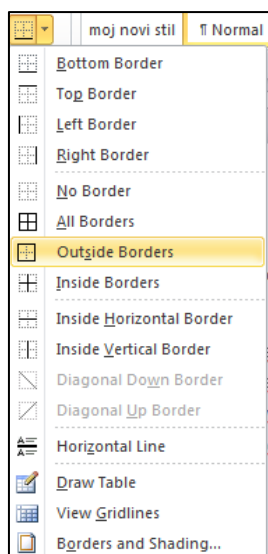 moj novi stil ¶ Normal
Bottom Border
Top Border
Left Border
Right Border
No Border
All Borders
Outside Borders
Inside Borders
Inside Horizontal Border
Inside Vertical Border
Diagonal Down Border
Diagonal Up Border
Horizontal Line
Draw Table
View Gridlines
Borders and Shading...